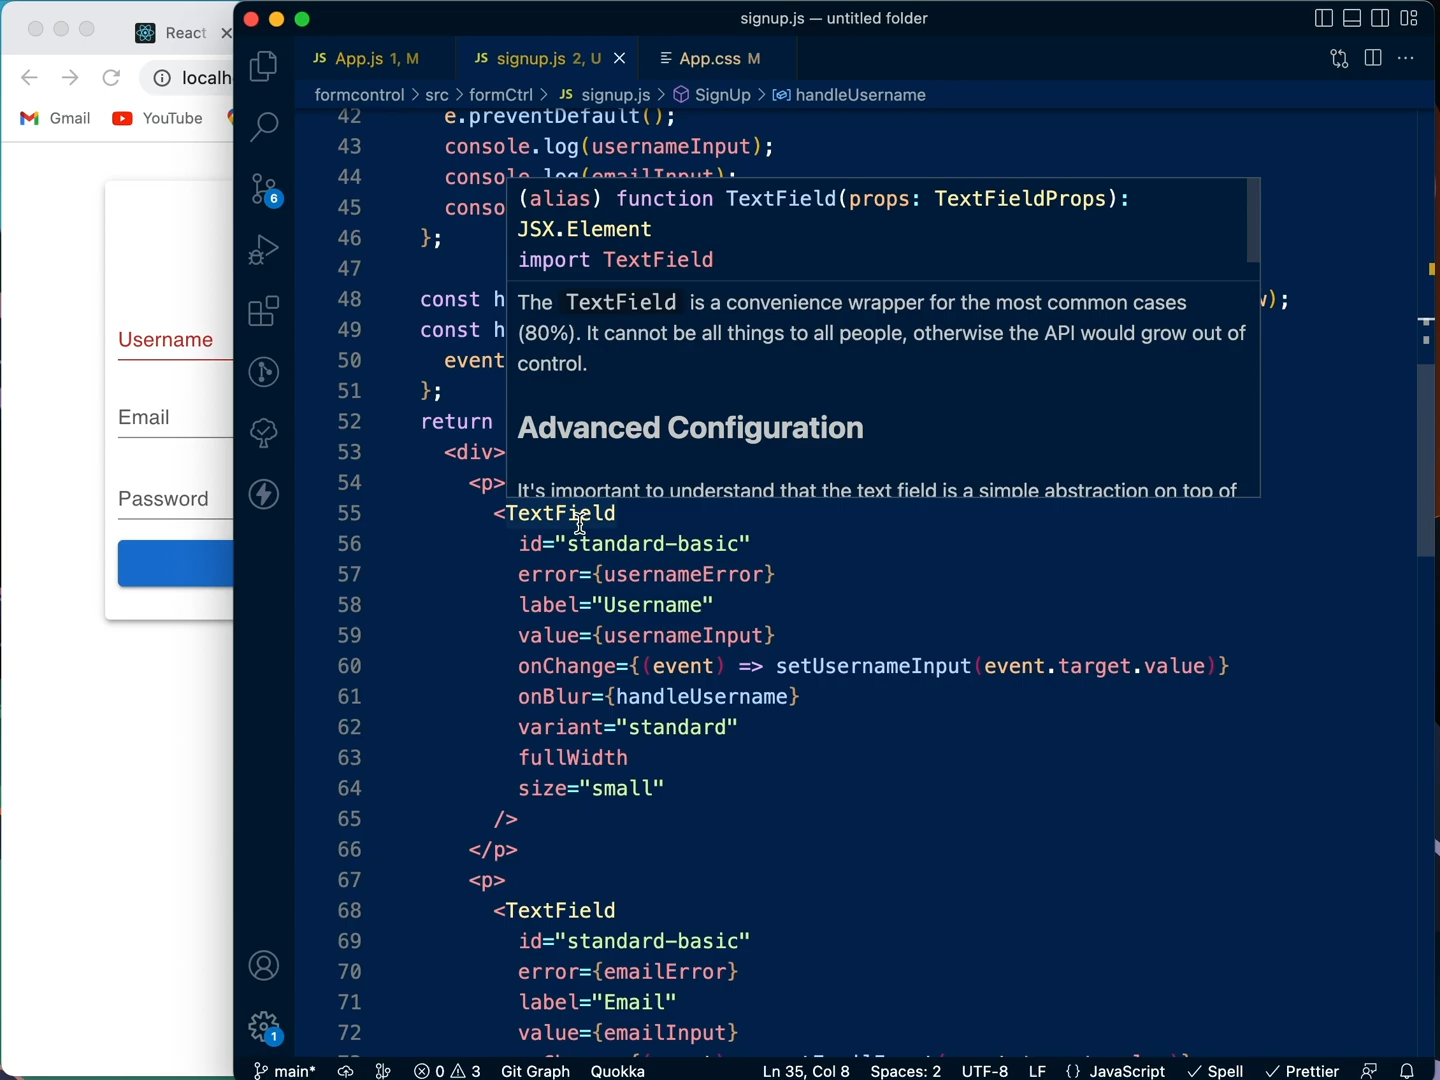 React
localh
Gmail
YouTube
Username
Email
Password
signup.js — untitled folder
JS App.js 1, M
JS signup.js 2, U
App.css M
formcontrol > src > formCtrl > JS signup.js > SignUp > handleUsername
42 e.preventDefault();
43 console.log(usernameInput);
44 console.log(emailInput);
45 conso
46 };
47
48 const h
49 const h
50 event
51 };
52 return
53 <div>
54 <p>
(alias) function TextField(props: TextFieldProps):
JSX.Element
import TextField
The TextField is a convenience wrapper for the most common cases
(80%). It cannot be all things to all people, otherwise the API would grow out of
control.
Advanced Configuration
It's important to understand that the text field is a simple abstraction on top of
55 <TextField
56 id="standard-basic"
57 error={usernameError}
58 label="Username"
59 value={usernameInput}
60 onChange={(event) => setUsernameInput(event.target.value)}
61 onBlur={handleUsername}
62 variant="standard"
63 fullWidth
64 size="small"
65 />
66 </p>
67 <p>
68 <TextField
69 id="standard-basic"
70 error={emailError}
71 label="Email"
72 value={emailInput}
6
1
main* 0 3 Git Graph Quokka Ln 35, Col 8 Spaces: 2 UTF-8 LF {} JavaScript Spell Prettier